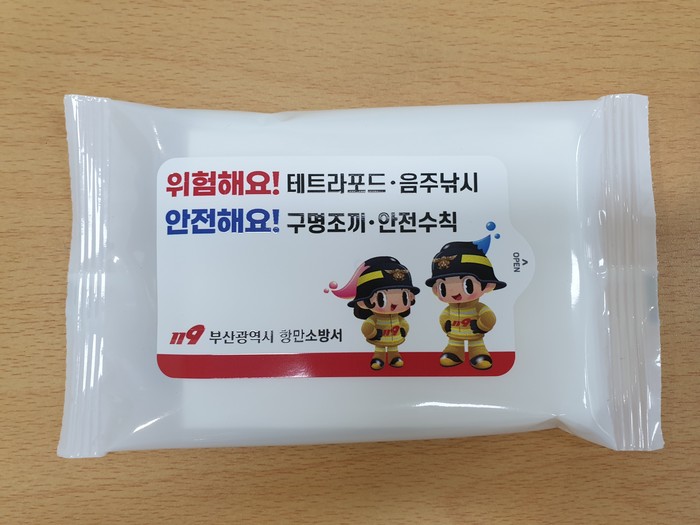 위험해요! 테트라포드·음주낚시
안전해요! 구명조끼·안전수칙
OPEN
119
119 부산광역시 항만소방서